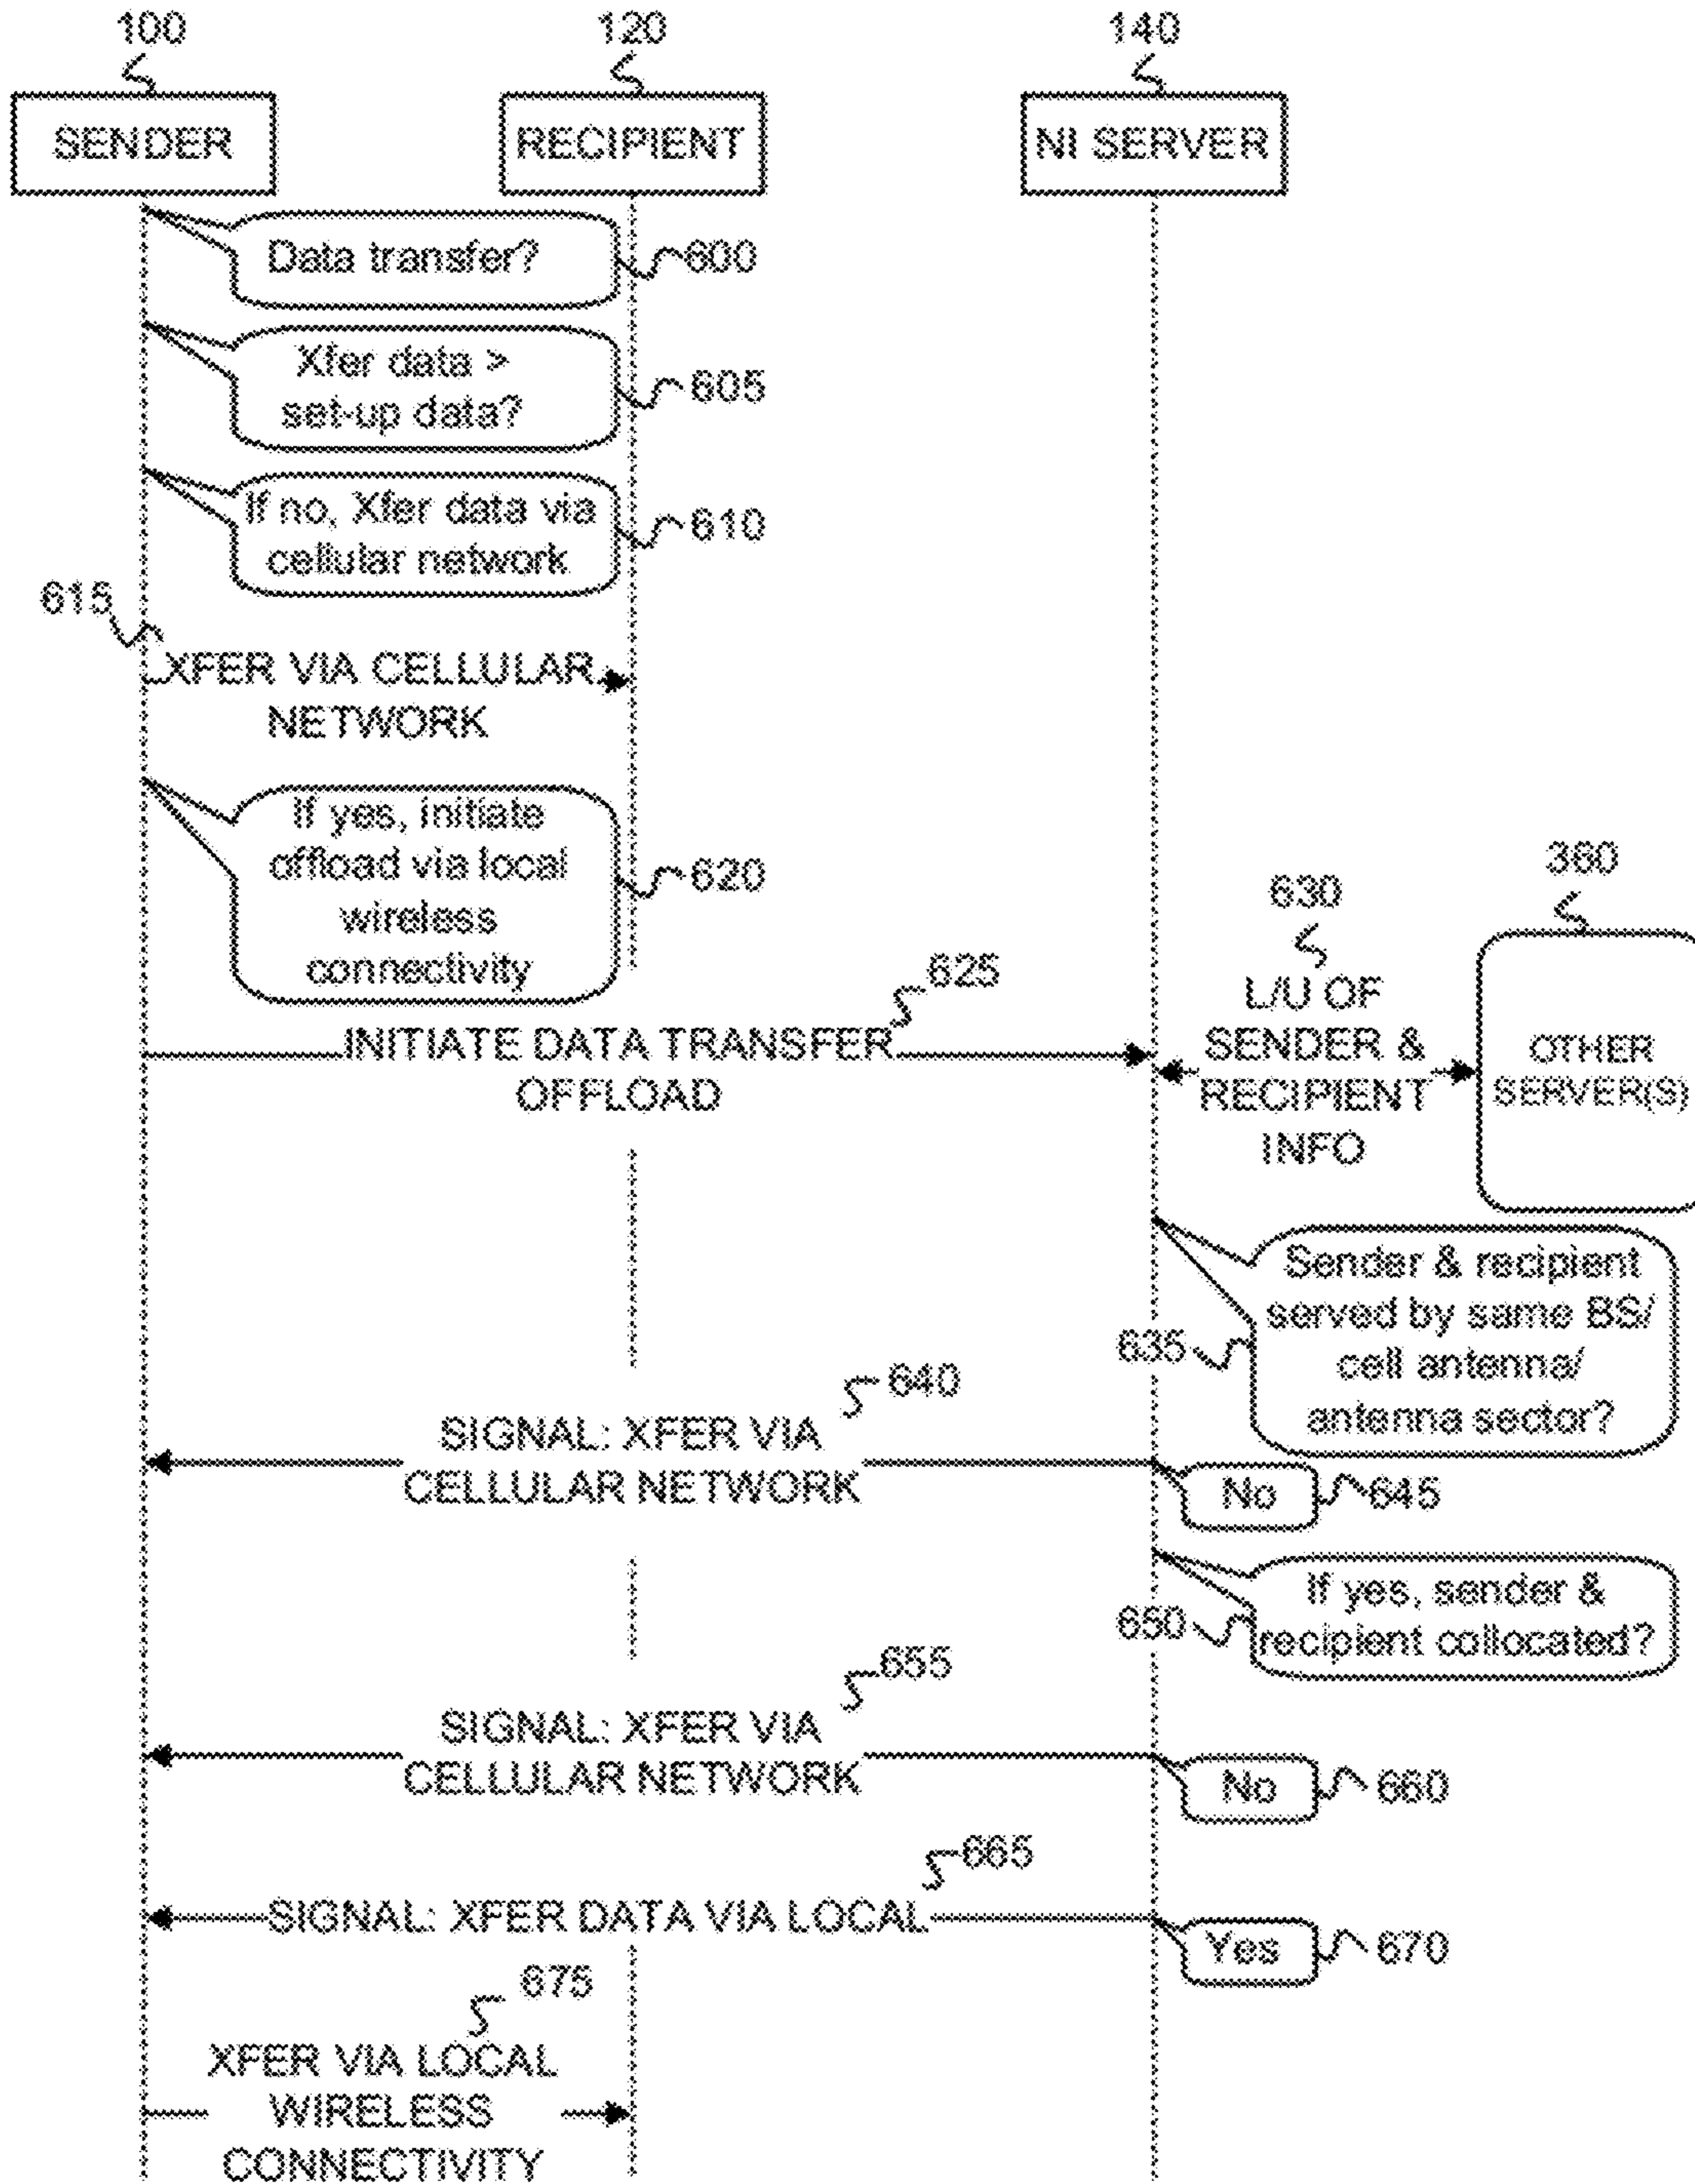 100
120
140
SENDER
RECIPIENT
NI SERVER
Data transfer?
600
Xfer data >
set-up data?
605
If no, Xfer data via
cellular network
610
615
XFER VIA CELLULAR
NETWORK
If yes, initiate
offload via local
wireless
connectivity
620
625
INITIATE DATA TRANSFER
OFFLOAD
630
L/U OF
SENDER &
RECIPIENT
INFO
360
OTHER
SERVER(S)
Sender & recipient
served by same BS/
cell antenna/
antenna sector?
635
640
SIGNAL: XFER VIA
CELLULAR NETWORK
No
645
If yes, sender &
recipient collocated?
650
655
SIGNAL: XFER VIA
CELLULAR NETWORK
No
660
665
SIGNAL: XFER DATA VIA LOCAL
Yes
670
675
XFER VIA LOCAL
WIRELESS
CONNECTIVITY